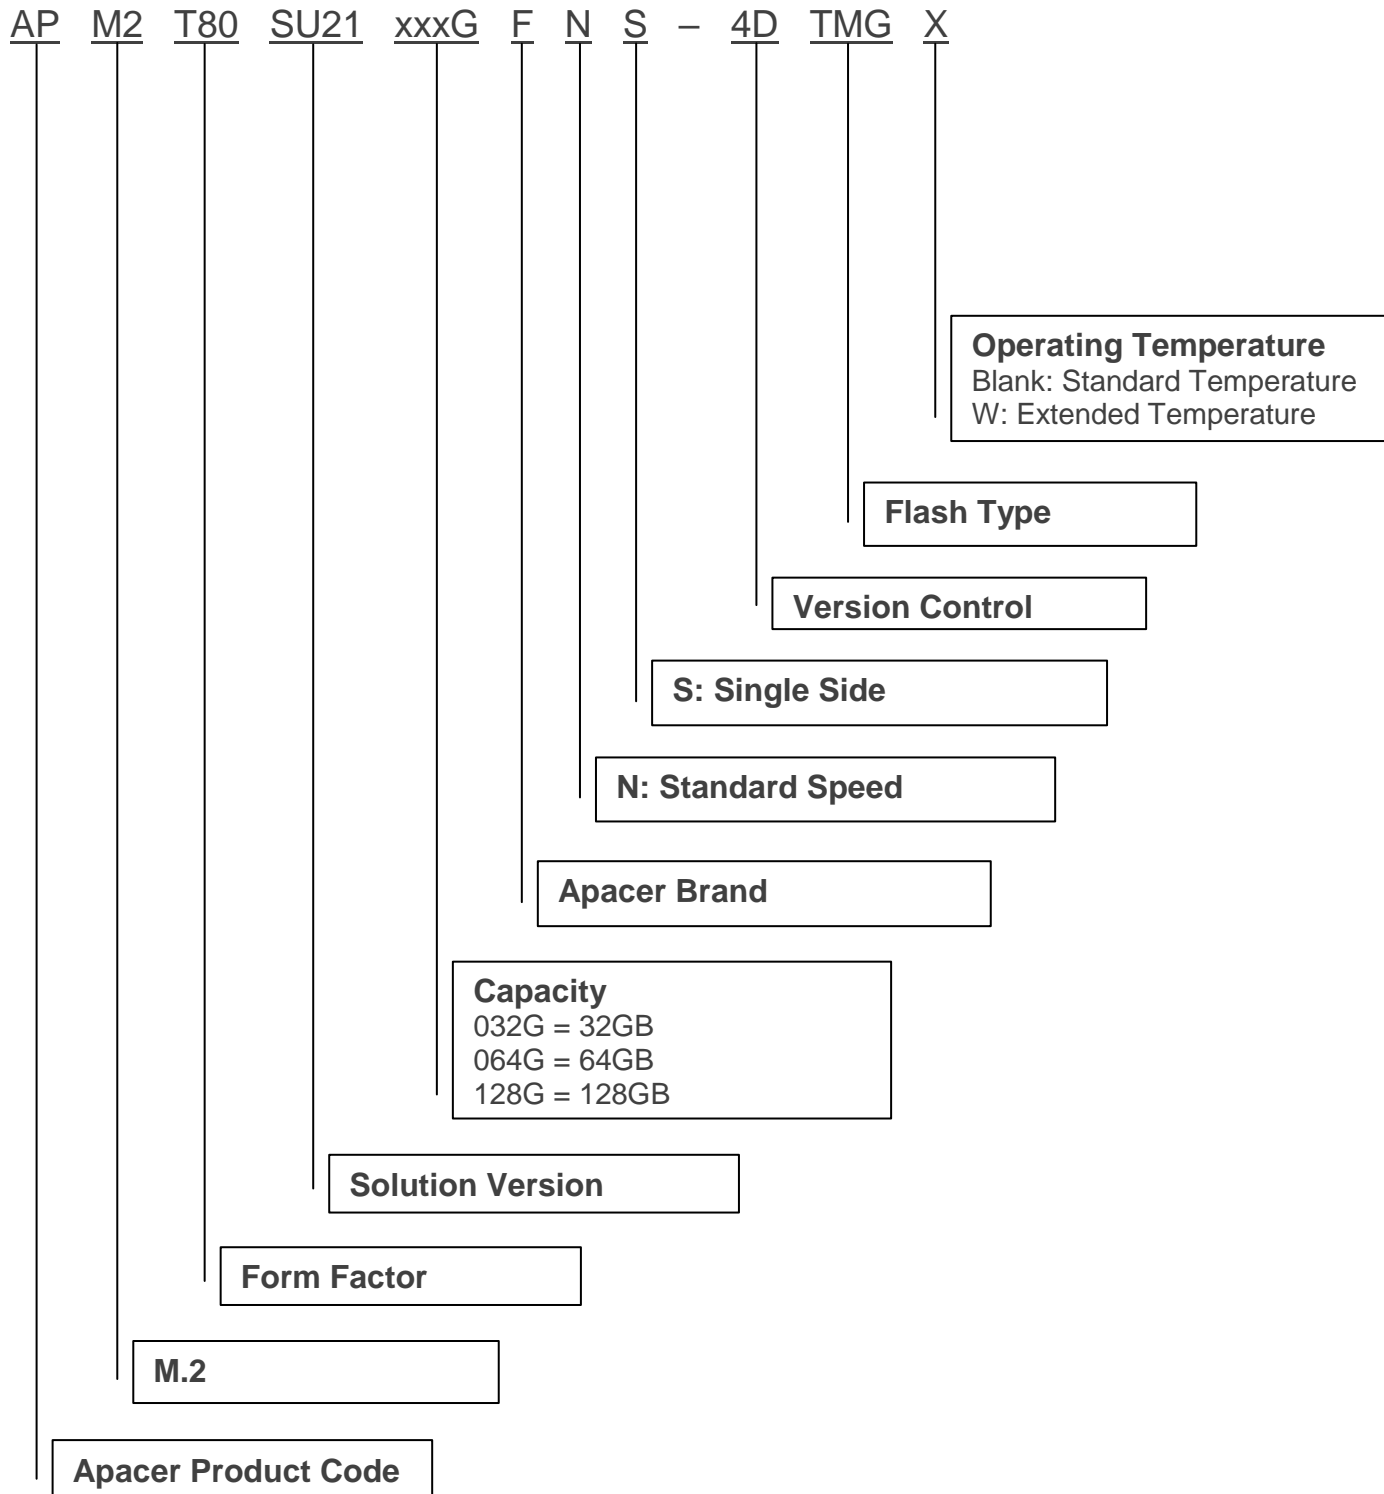 AP M2 T80 SU21 xxxG F N S – 4D TMG X
Operating Temperature
Blank: Standard Temperature
W: Extended Temperature
Flash Type
Version Control
S: Single Side
N: Standard Speed
Apacer Brand
Capacity
032G = 32GB
064G = 64GB
128G = 128GB
Solution Version
Form Factor
M.2
Apacer Product Code